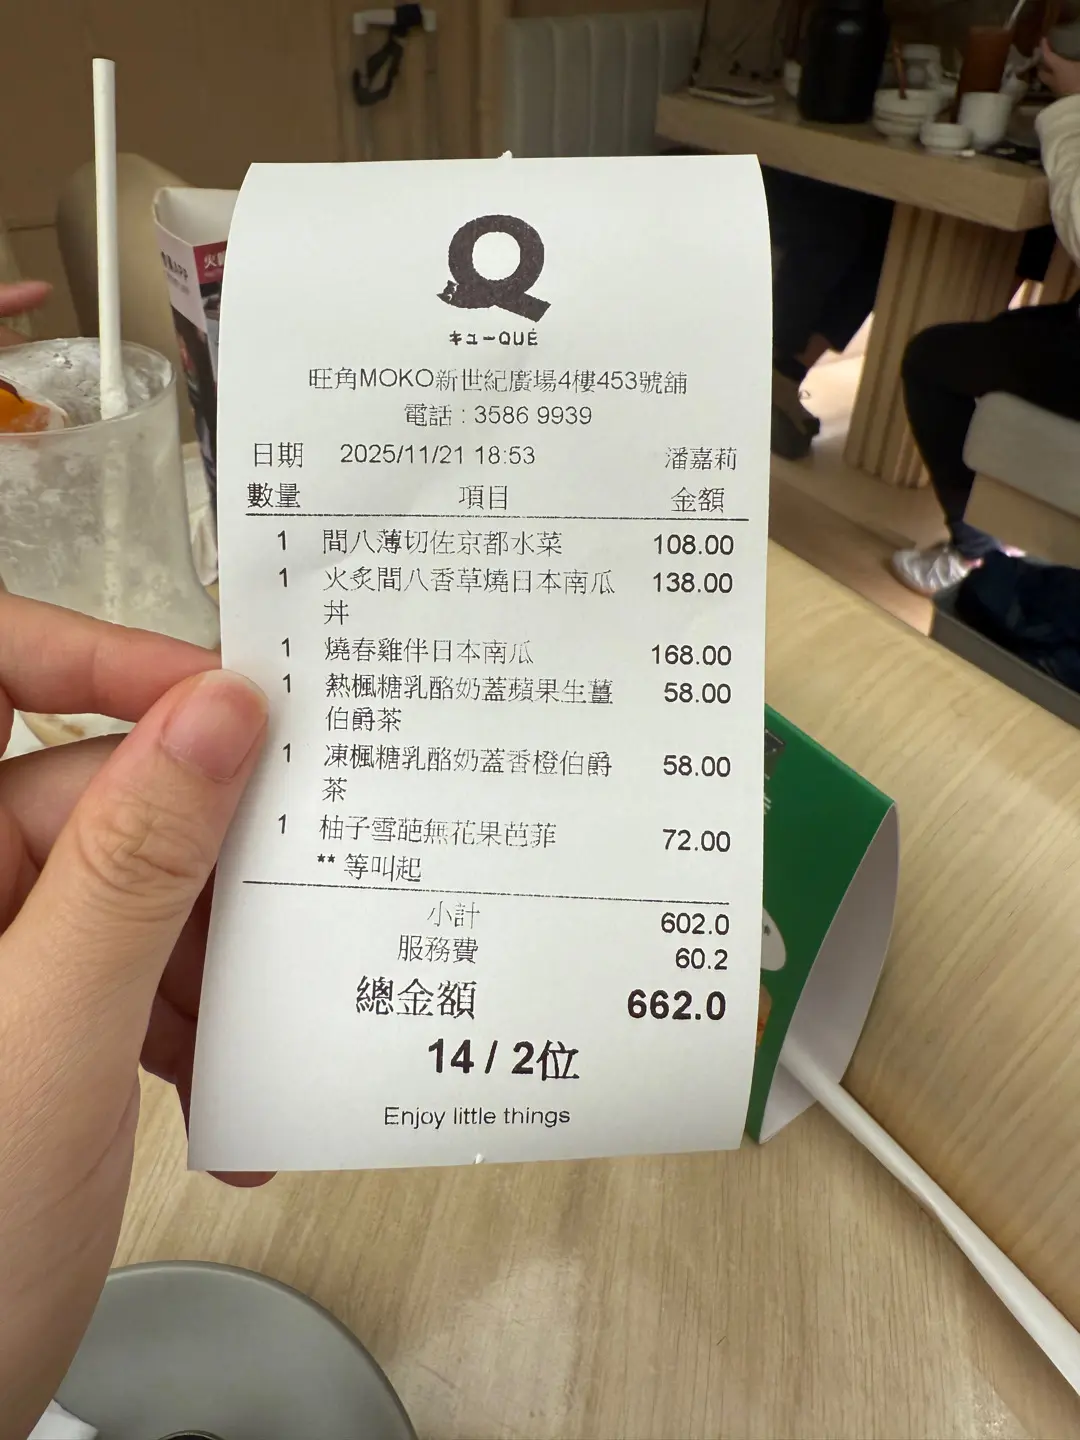 Q
キューQUÉ
旺角MOKO新世紀廣場4樓453號舖
電話 : 3586 9939
日期 2025/11/21 18:53 潘嘉莉
數量 項目 金額
1 間八薄切佐京都水菜 108.00
1 火炙間八香草燒日本南瓜 138.00
丼
1 燒春雞伴日本南瓜 168.00
1 熱楓糖乳酪奶蓋蘋果生薑 58.00
伯爵茶
1 凍楓糖乳酪奶蓋香橙伯爵 58.00
茶
1 柚子雪葩無花果芭菲 72.00
** 等叫起
小計 602.0
服務費 60.2
總金額 662.0
14 / 2位
Enjoy little things